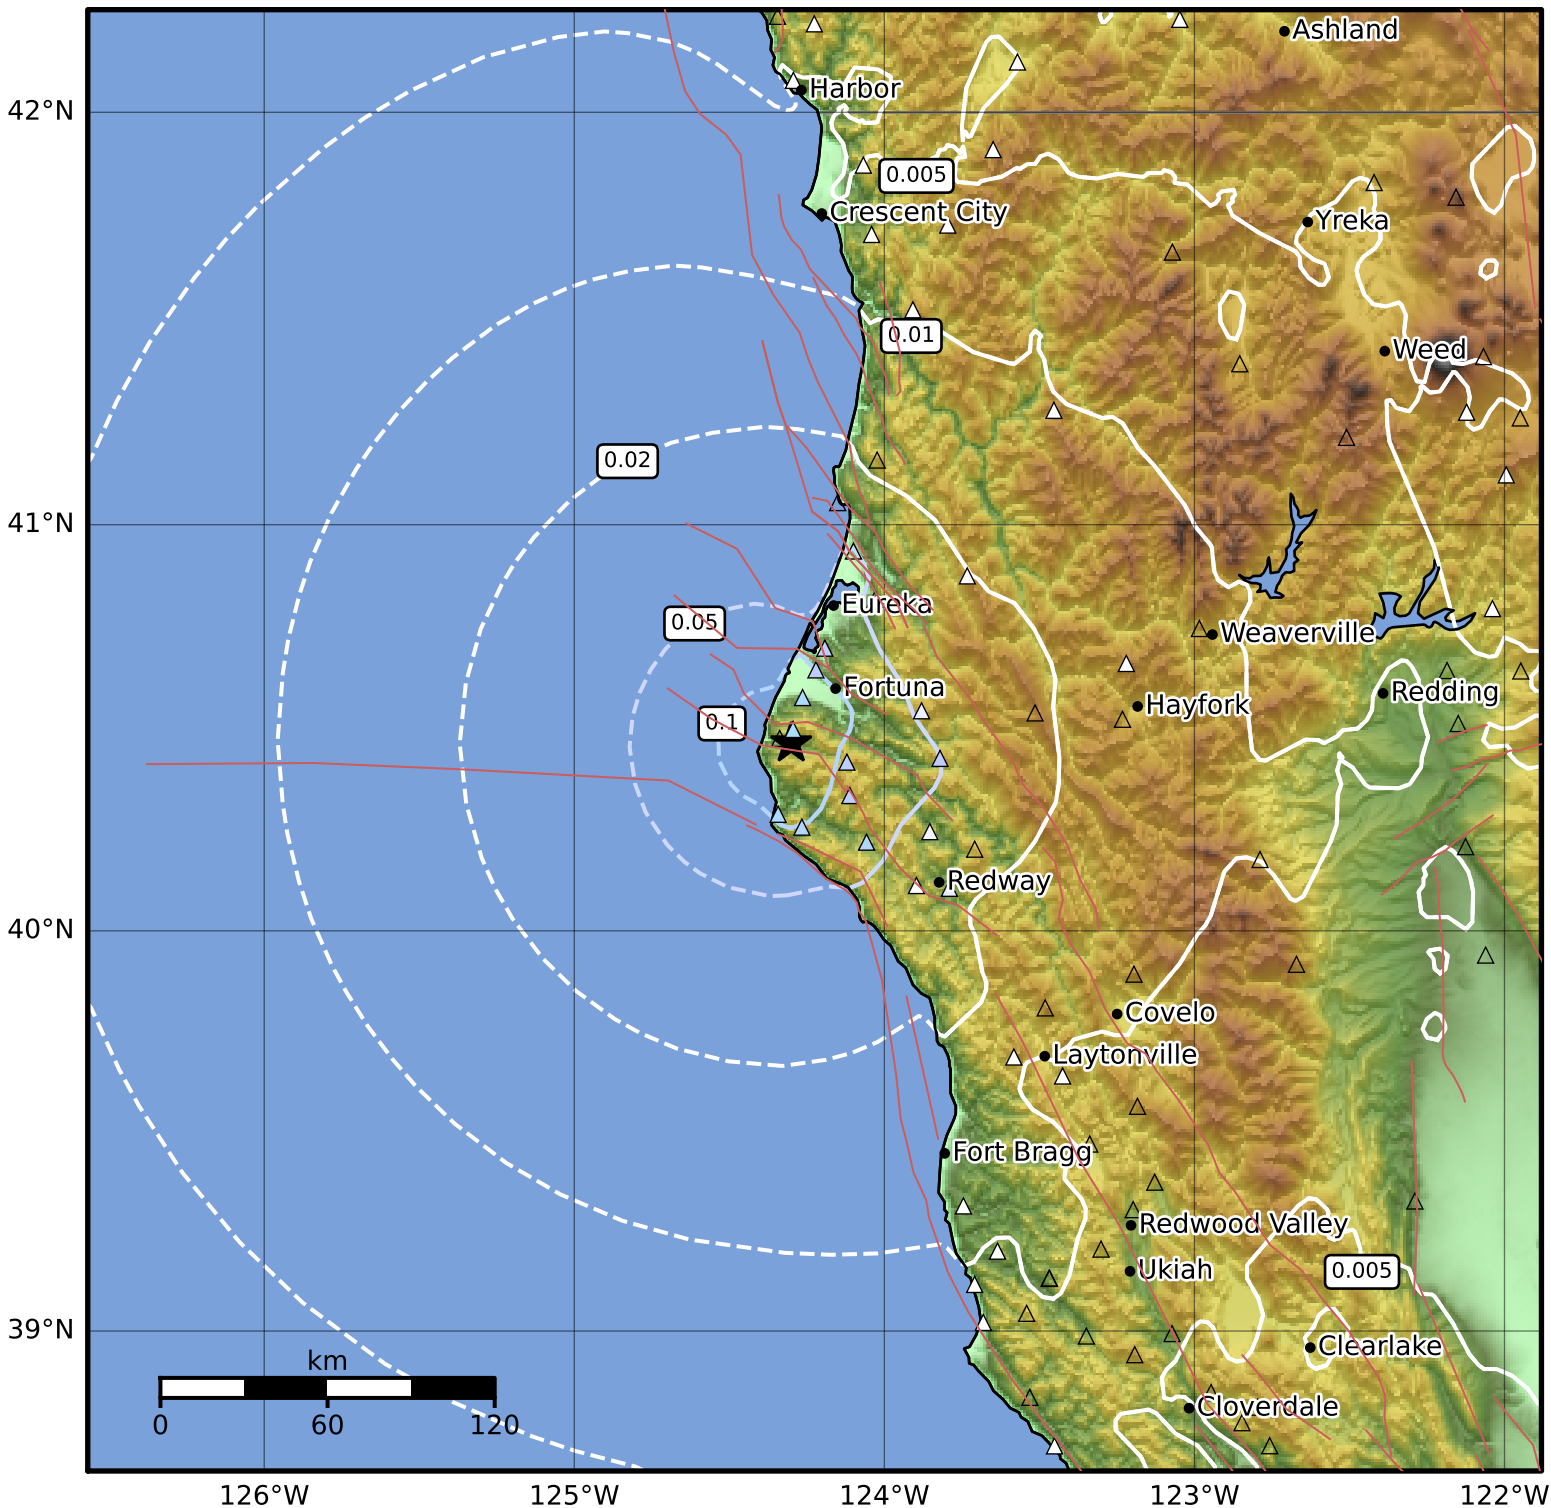 Ashland
Harbor
42°N
0.005
Crescent City
Yreka
0.01
Weed
0.02
41°N
Eureka
0.05
Weaverville
Fortuna
Redding
Hayfork
0.1
Redway
40°N
Covelo
Laytonville
Fort Bragg
Redwood Valley
Ukiah
0.005
39°N
Clearlake
km
Cloverdale
0 60 120
126°W 125°W 124°W 123°W 122°W